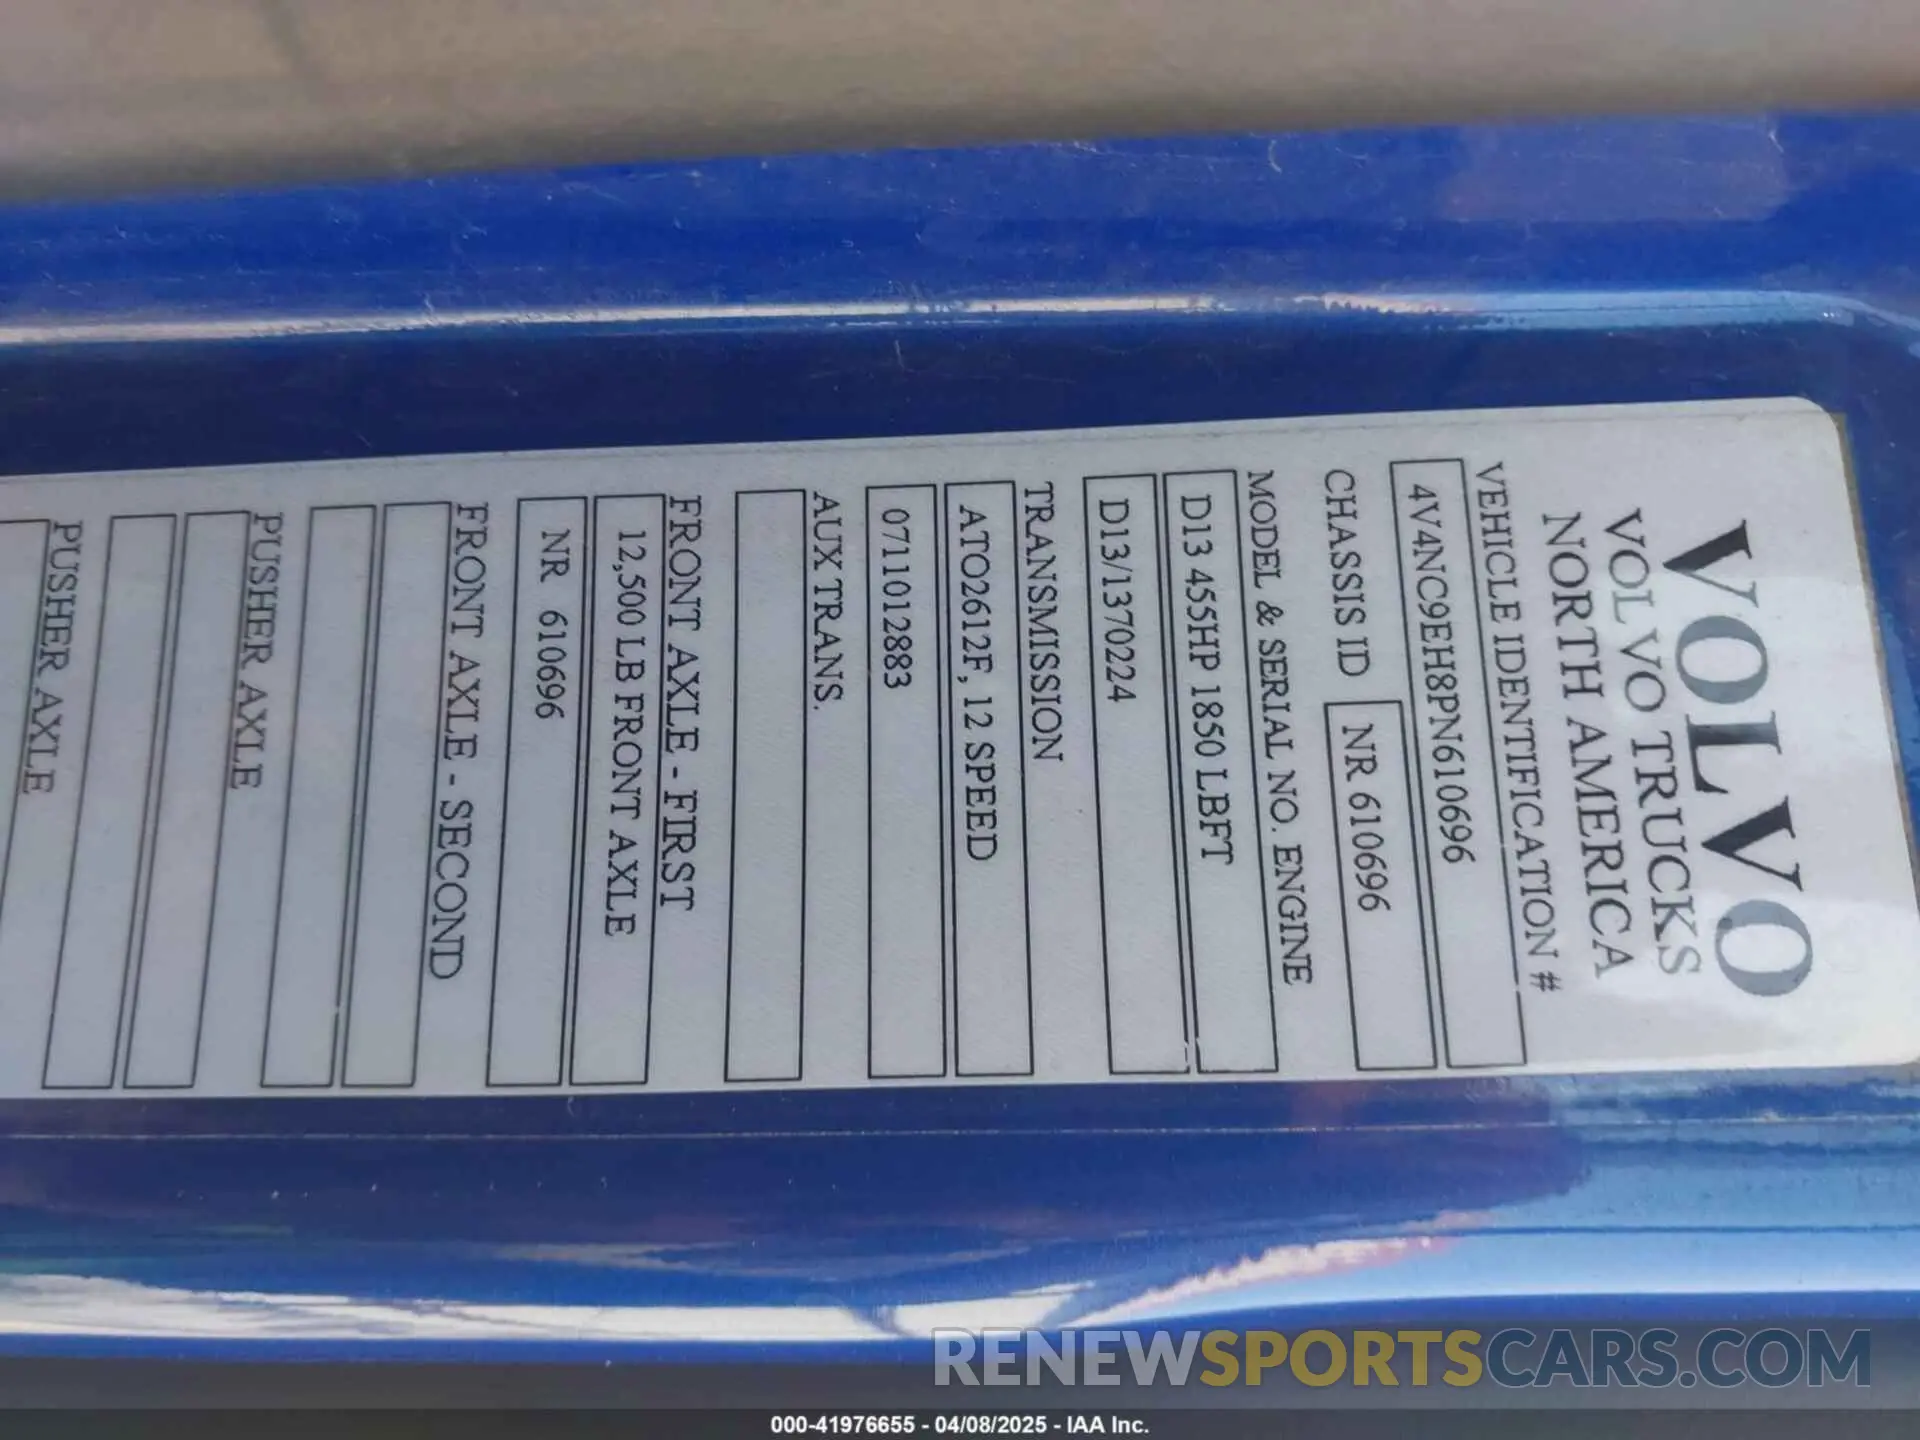 VOLVO
VOLVO TRUCKS
NORTH AMERICA
VEHICLE IDENTIFICATION #
4V4NC9EH8PN610696
CHASSIS ID NR 610696
MODEL & SERIAL NO. ENGINE
D13 455HP 1850 LBFT
D13/1370224
TRANSMISSION
ATO2612F, 12 SPEED
0711012883
AUX TRANS.
FRONT AXLE - FIRST
12,500 LB FRONT AXLE
NR 610696
FRONT AXLE - SECOND
PUSHER AXLE
PUSHER AXLE
RENEWSPORTSCARS.COM
000-41976655 - 04/08/2025 - IAA Inc.